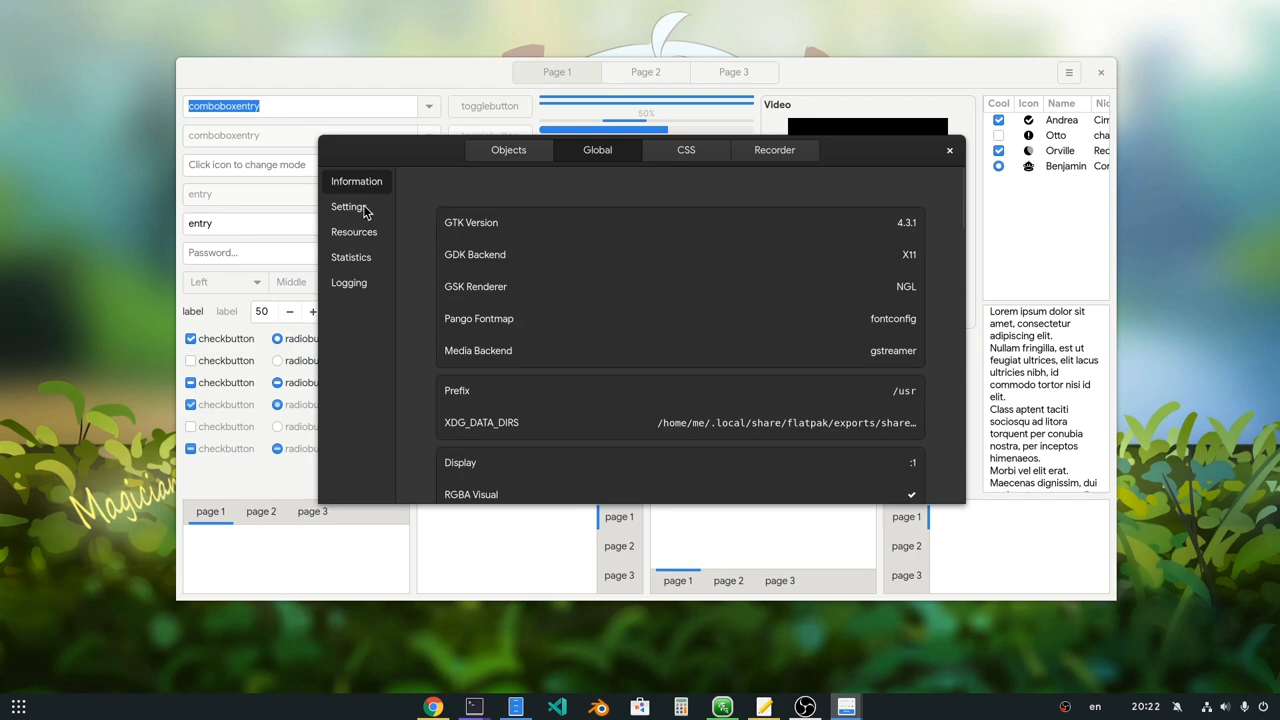 Page 1
Page 2
Page 3
comboboxentry
togglebutton
50%
Video
Cool
Icon
Name
Andrea
Otto
Orville
Benjamin
comboboxentry
Click icon to change mode
entry
entry
Password...
Left
Middle
label
label
50
checkbutton
checkbutton
checkbutton
checkbutton
checkbutton
checkbutton
Objects
Global
CSS
Recorder
Information
Settings
Resources
Statistics
Logging
GTK Version 4.3.1
GDK Backend X11
GSK Renderer NGL
Pango Fontmap fontconfig
Media Backend gstreamer
Prefix /usr
XDG_DATA_DIRS /home/me/.local/share/flatpak/exports/share…
Display :1
RGBA Visual
Lorem ipsum dolor sit
amet, consectetur
adipiscing elit.
Nullam fringilla, est ut
feugiat ultrices, elit lacus
ultricies nibh, id
commodo tortor nisi id
elit.
Class aptent taciti
sociosqu ad litora
torquent per conubia
nostra, per inceptos
himenaeos.
Morbi vel elit erat.
Maecenas dignissim, dui
Magician
page 1
page 2
page 3
page 1
page 2
page 3
page 1
page 2
page 3
page 1
page 2
page 3
en
20:22